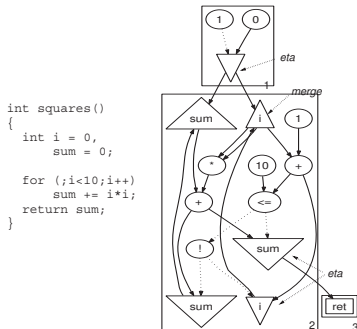 int squares()
{
int i = 0,
sum = 0;
for (;i<10;i++)
sum += i*i;
return sum;
}
1 0
eta
1
merge
sum i 1
* 10 +
+ <=
! sum
eta
sum i ret
2 3